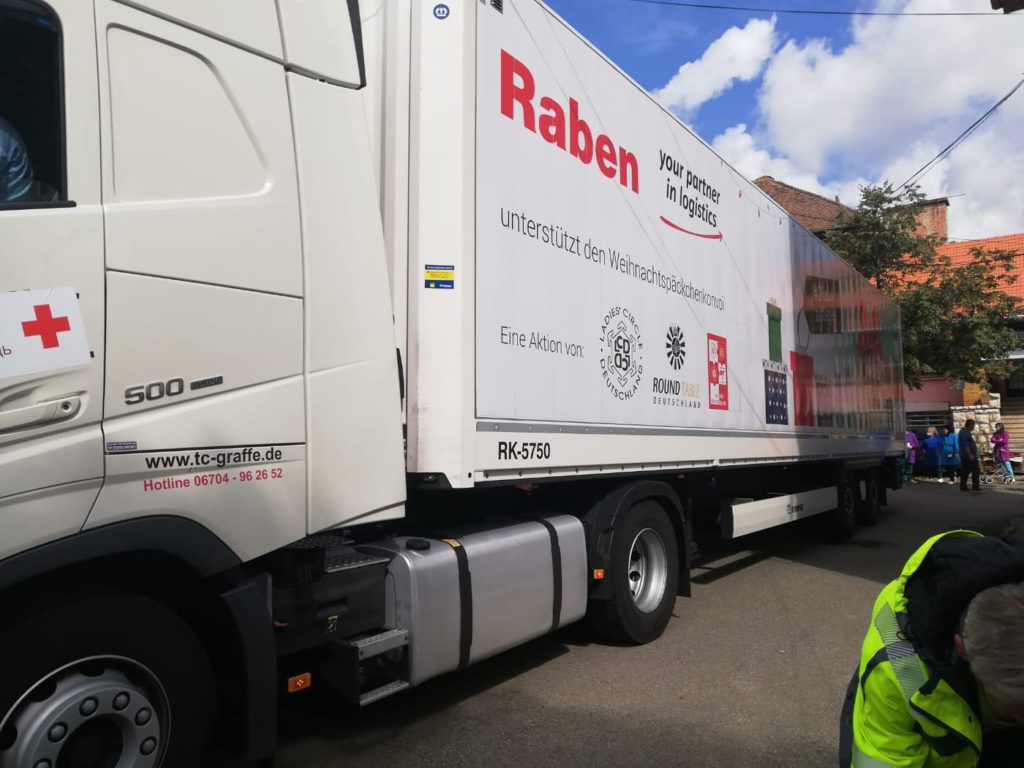 Raben
your partner
in logistics
unterstützt den Weihnachtspäckchenkonvoi
Eine Aktion von:
LADIES' CIRCLE
DEUTSCHLAND
ROUND TABLE
DEUTSCHLAND
RK-5750
500
www.tc-graffe.de
Hotline 06704 - 96 26 52